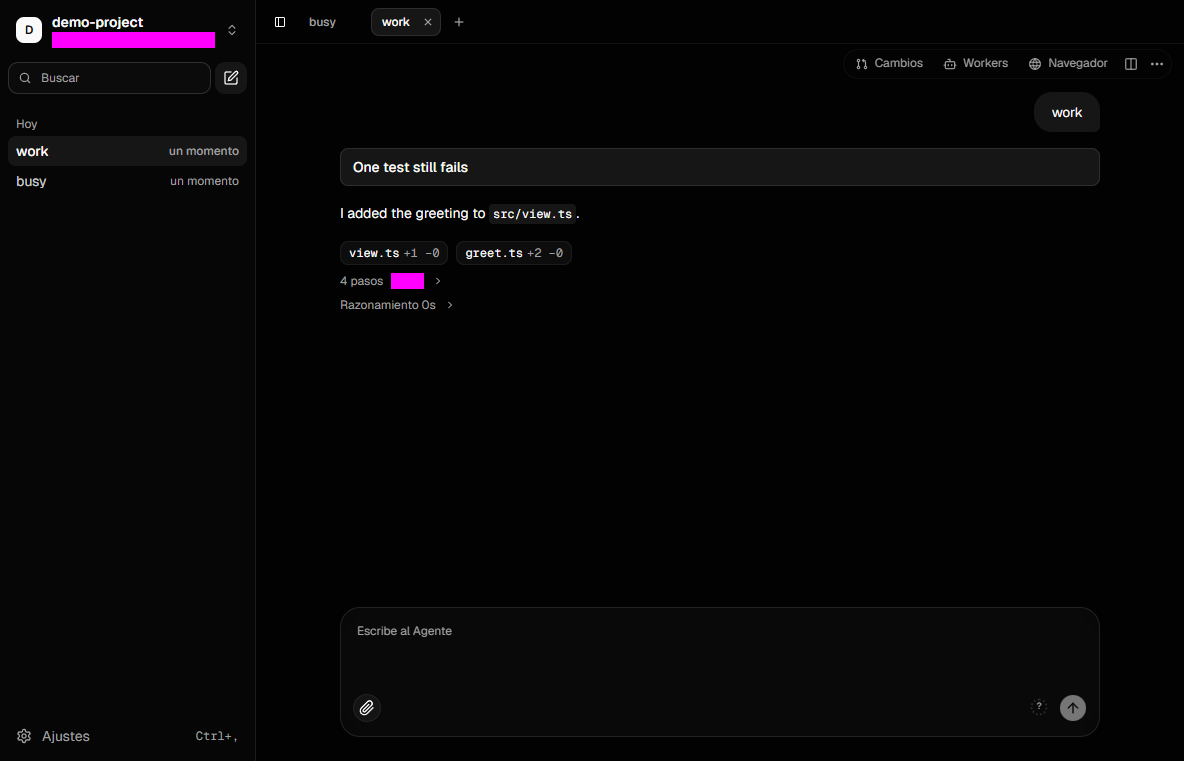 D
demo-project
busy
work
Buscar
Cambios
Workers
Navegador
Hoy
work
un momento
busy
un momento
work
One test still fails
I added the greeting to src/view.ts.
view.ts +1 −0
greet.ts +2 −0
4 pasos
Razonamiento 0s
Escribe al Agente
?
Ajustes
Ctrl+,